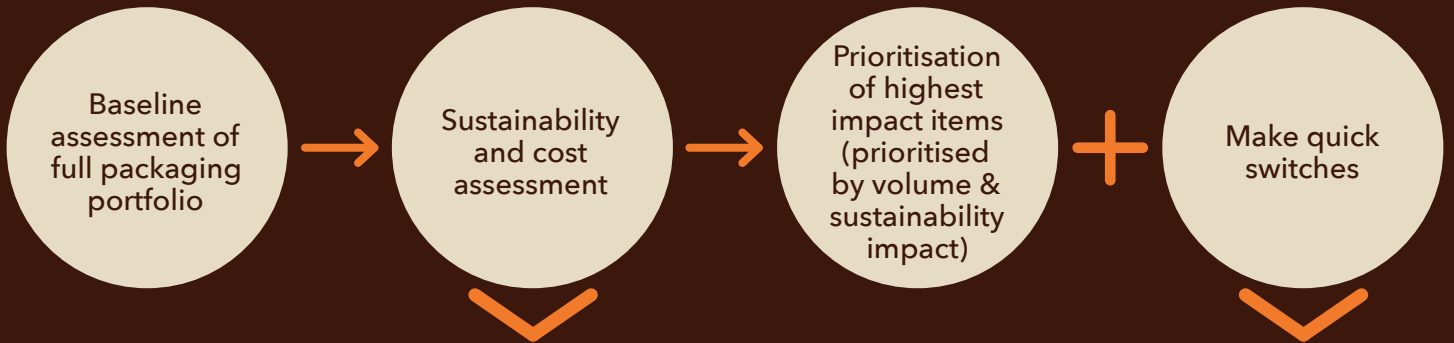 Baseline
assessment of
full packaging
portfolio
Sustainability
and cost
assessment
Prioritisation
of highest
impact items
(prioritised
by volume &
sustainability
impact)
Make quick
switches